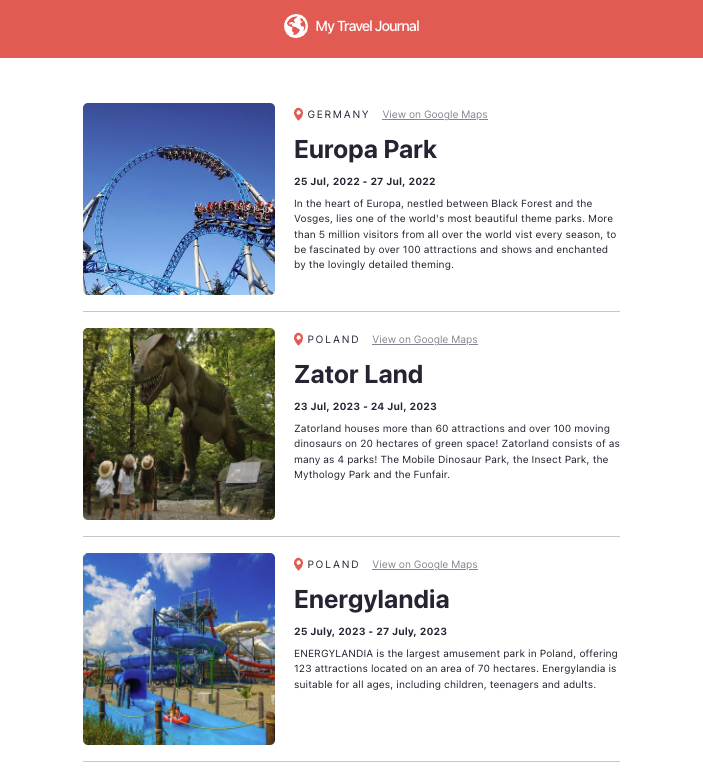 My Travel Journal
GERMANY View on Google Maps
Europa Park
25 Jul, 2022 - 27 Jul, 2022
In the heart of Europa, nestled between Black Forest and the
Vosges, lies one of the world's most beautiful theme parks. More
than 5 million visitors from all over the world vist every season, to
be fascinated by over 100 attractions and shows and enchanted
by the lovingly detailed theming.
POLAND View on Google Maps
Zator Land
23 Jul, 2023 - 24 Jul, 2023
Zatorland houses more than 60 attractions and over 100 moving
dinosaurs on 20 hectares of green space! Zatorland consists of as
many as 4 parks! The Mobile Dinosaur Park, the Insect Park, the
Mythology Park and the Funfair.
POLAND View on Google Maps
Energylandia
25 July, 2023 - 27 July, 2023
ENERGYLANDIA is the largest amusement park in Poland, offering
123 attractions located on an area of 70 hectares. Energylandia is
suitable for all ages, including children, teenagers and adults.